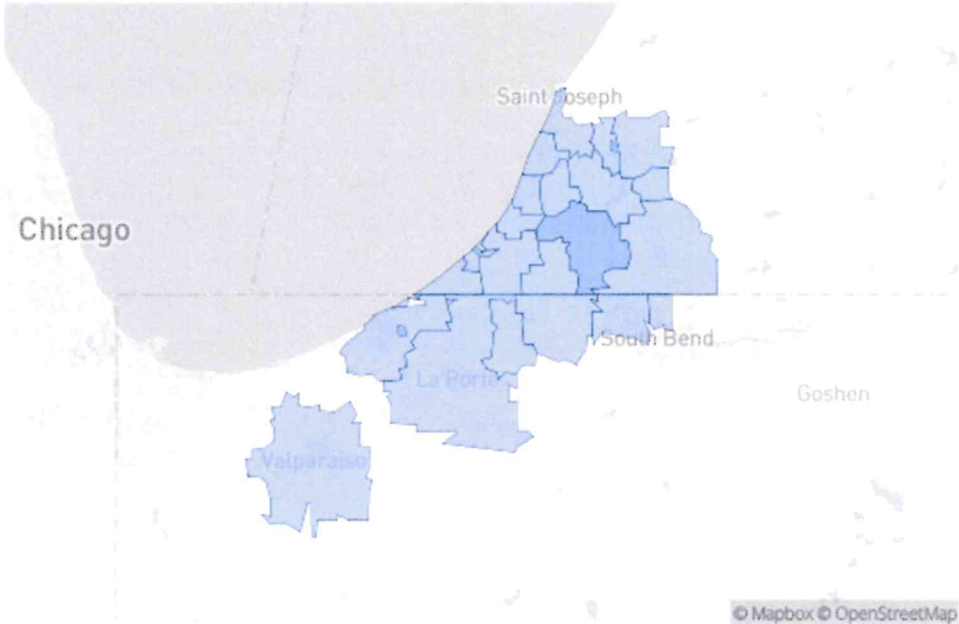 Saint Joseph
Chicago
South Bend
La Porte
Goshen
Valparaiso
© Mapbox © OpenStreetMap